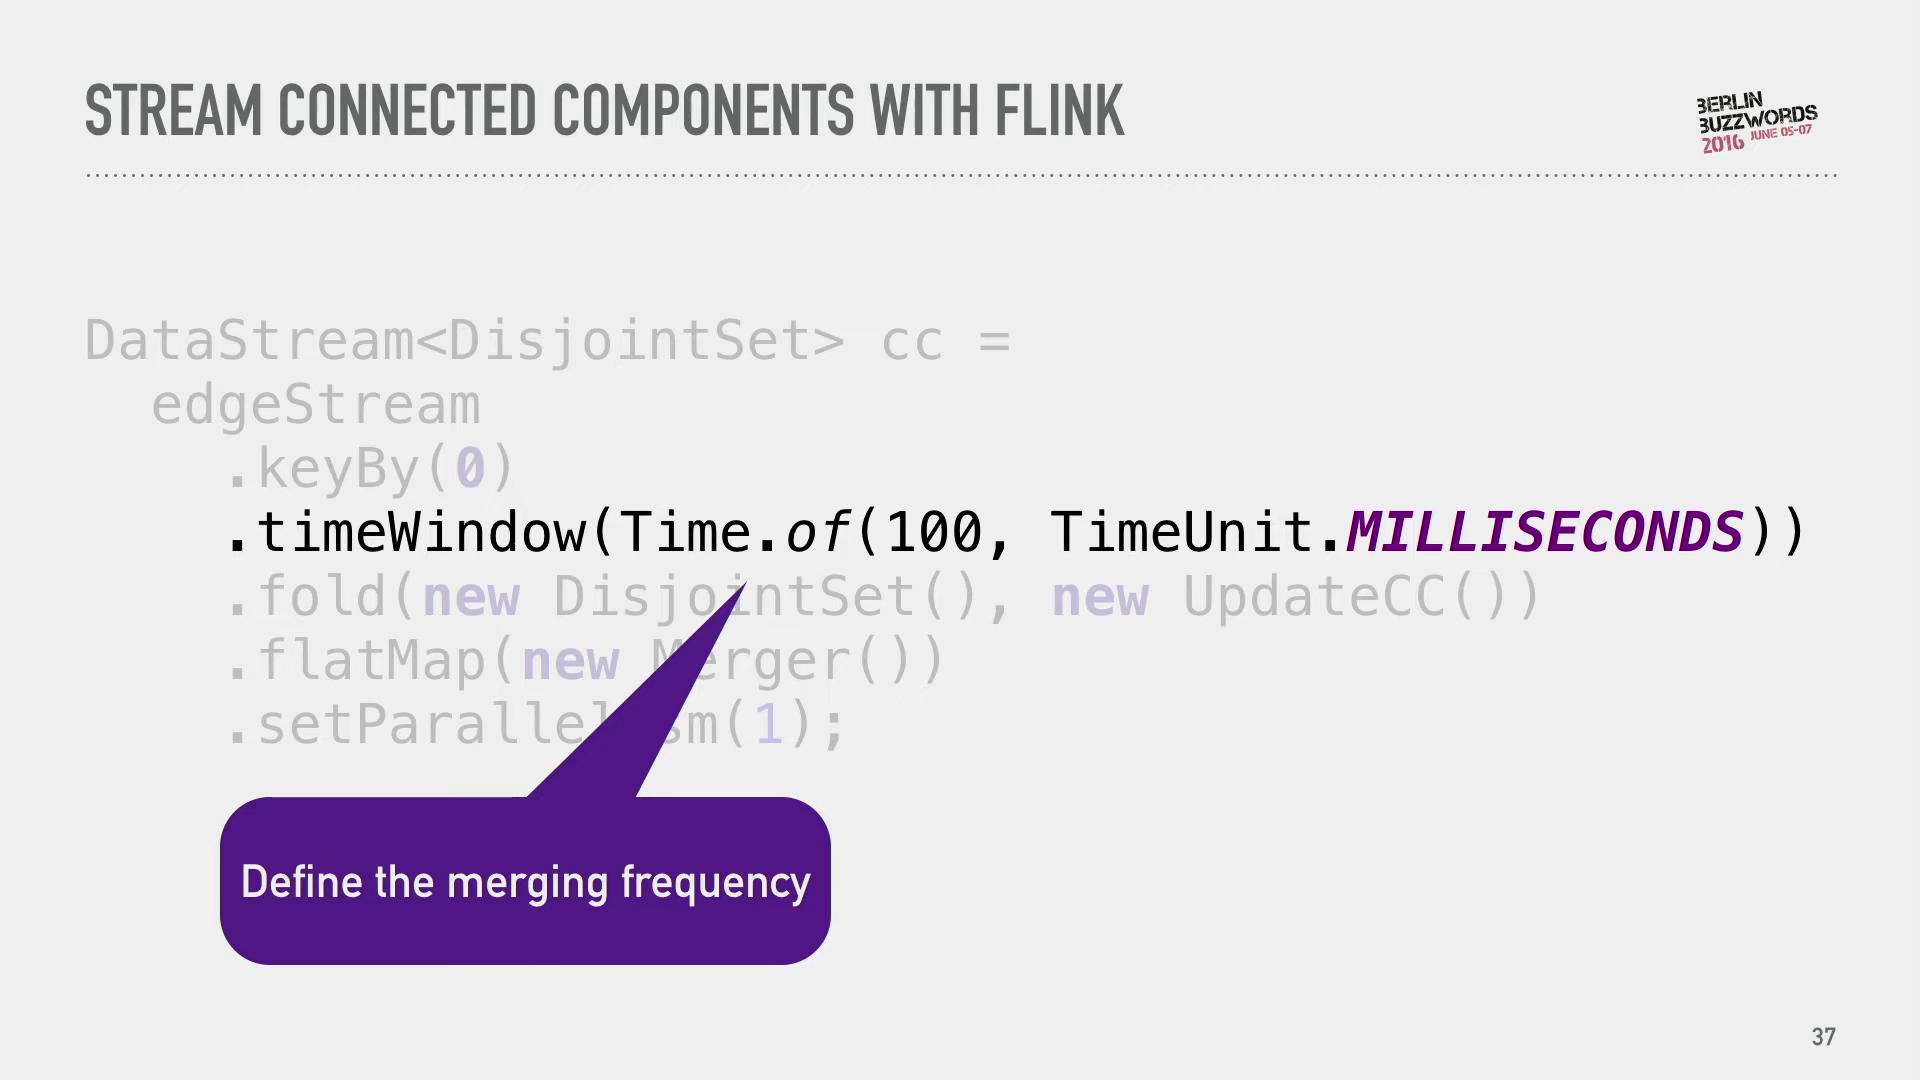 STREAM CONNECTED COMPONENTS WITH FLINK
BERLIN
BUZZWORDS
2016 JUNE 05-07
DataStream<DisjointSet> cc =
edgeStream
.keyBy(0)
.timeWindow(Time.of(100, TimeUnit.MILLISECONDS))
.fold(new DisjointSet(), new UpdateCC())
.flatMap(new Merger())
.setParallelism(1);
Define the merging frequency
37